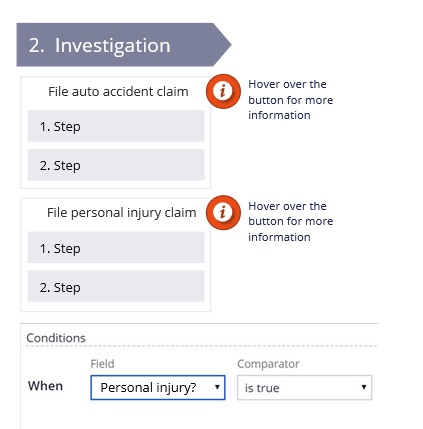 2. Investigation
File auto accident claim
i
Hover over the
button for more
information
1. Step
2. Step
File personal injury claim
i
Hover over the
button for more
information
1. Step
2. Step
Conditions
Field
Comparator
When
Personal injury?
is true